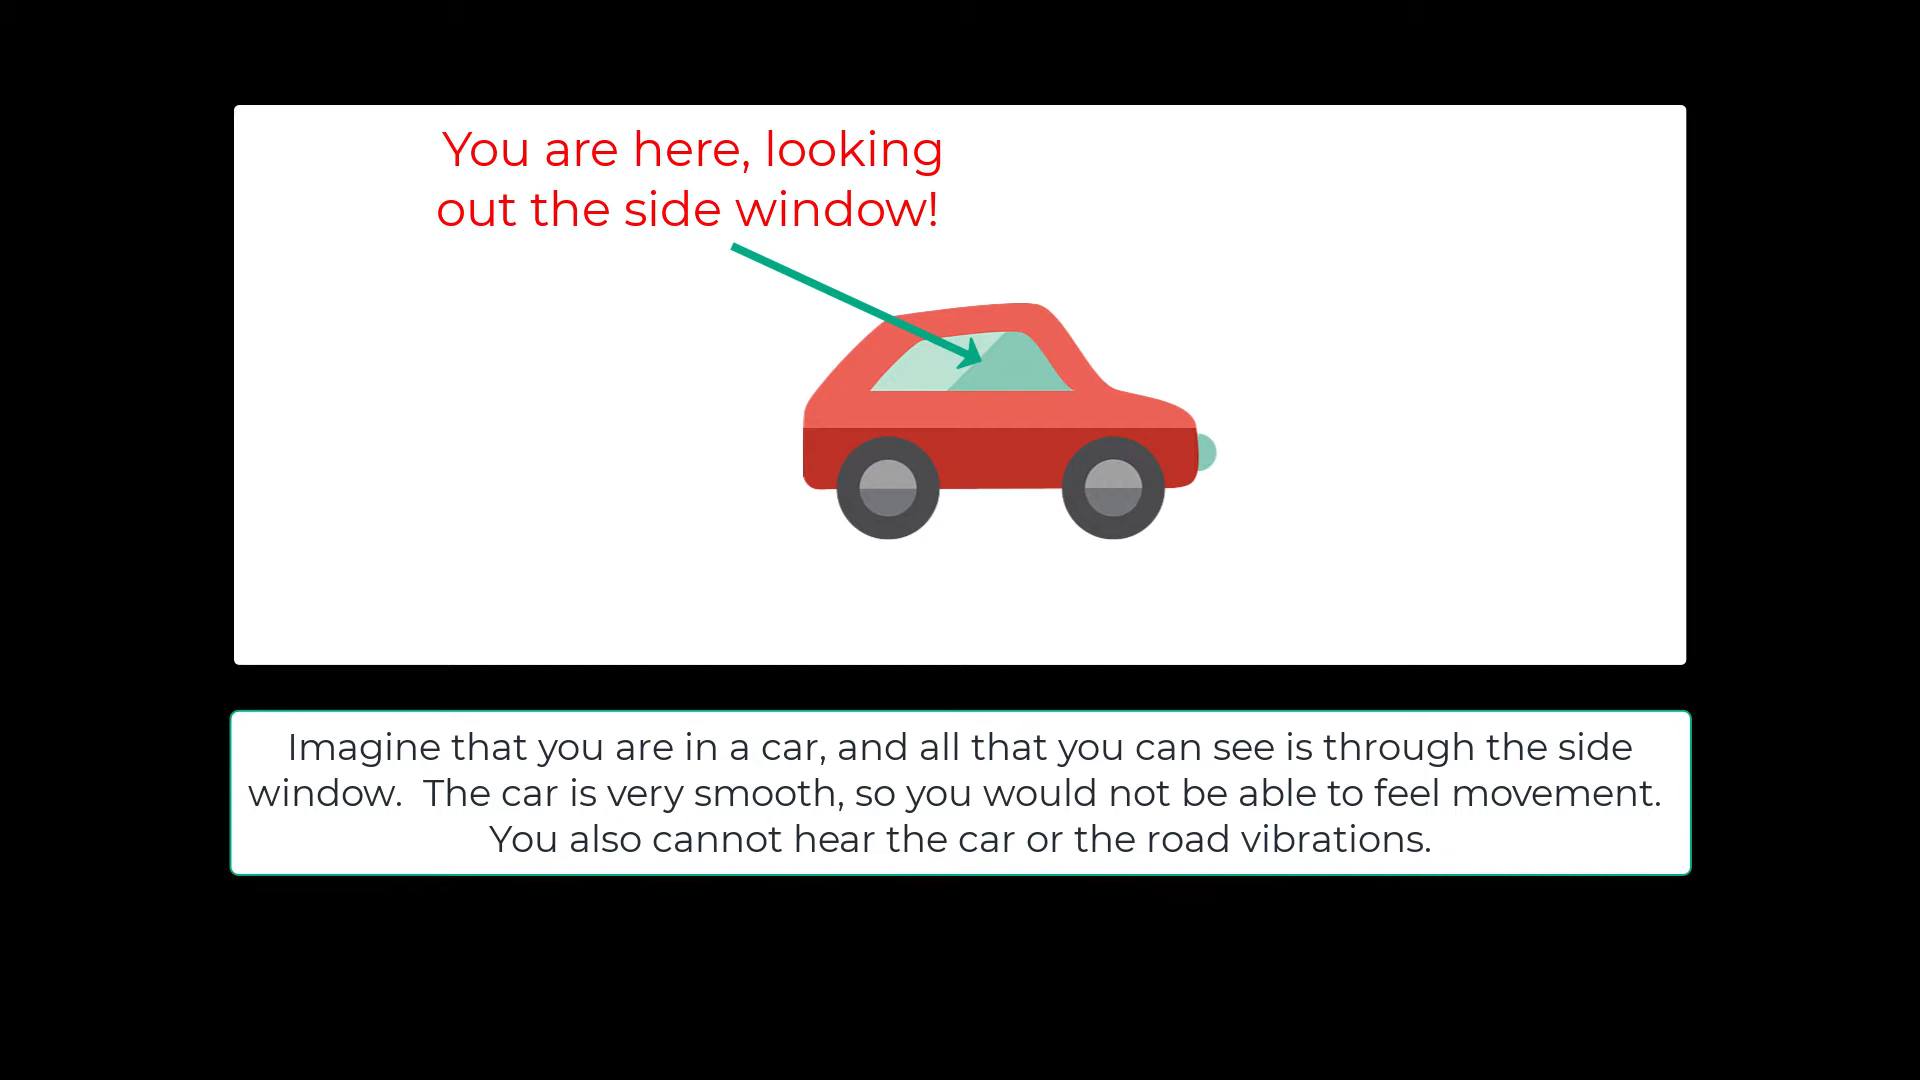 You are here, looking
out the side window!
Imagine that you are in a car, and all that you can see is through the side
window.  The car is very smooth, so you would not be able to feel movement.
You also cannot hear the car or the road vibrations.